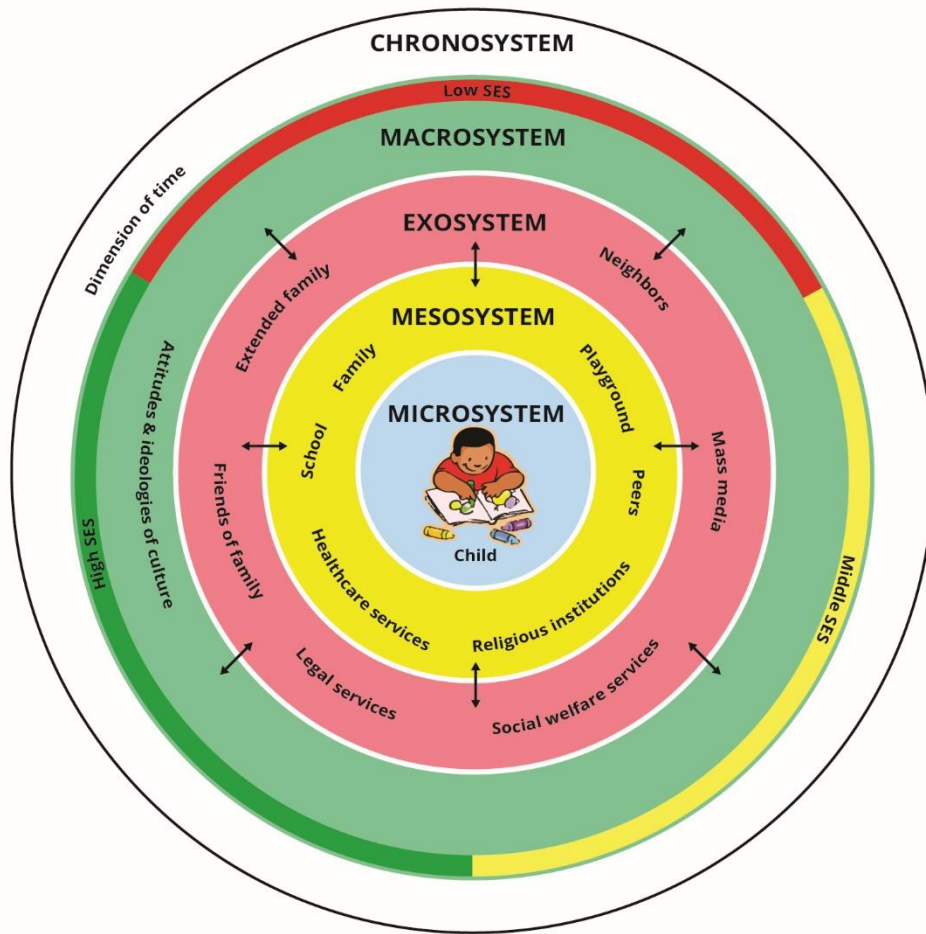 CHRONOSYSTEM
Low SES
MACROSYSTEM
Dimension of time
EXOSYSTEM
Extended family
Neighbors
MESOSYSTEM
Family
Playground
MICROSYSTEM
School
Peers
Mass media
Attitudes & ideologies of culture
Friends of family
High SES
Middle SES
Child
Healthcare services
Religious institutions
Legal services
Social welfare services